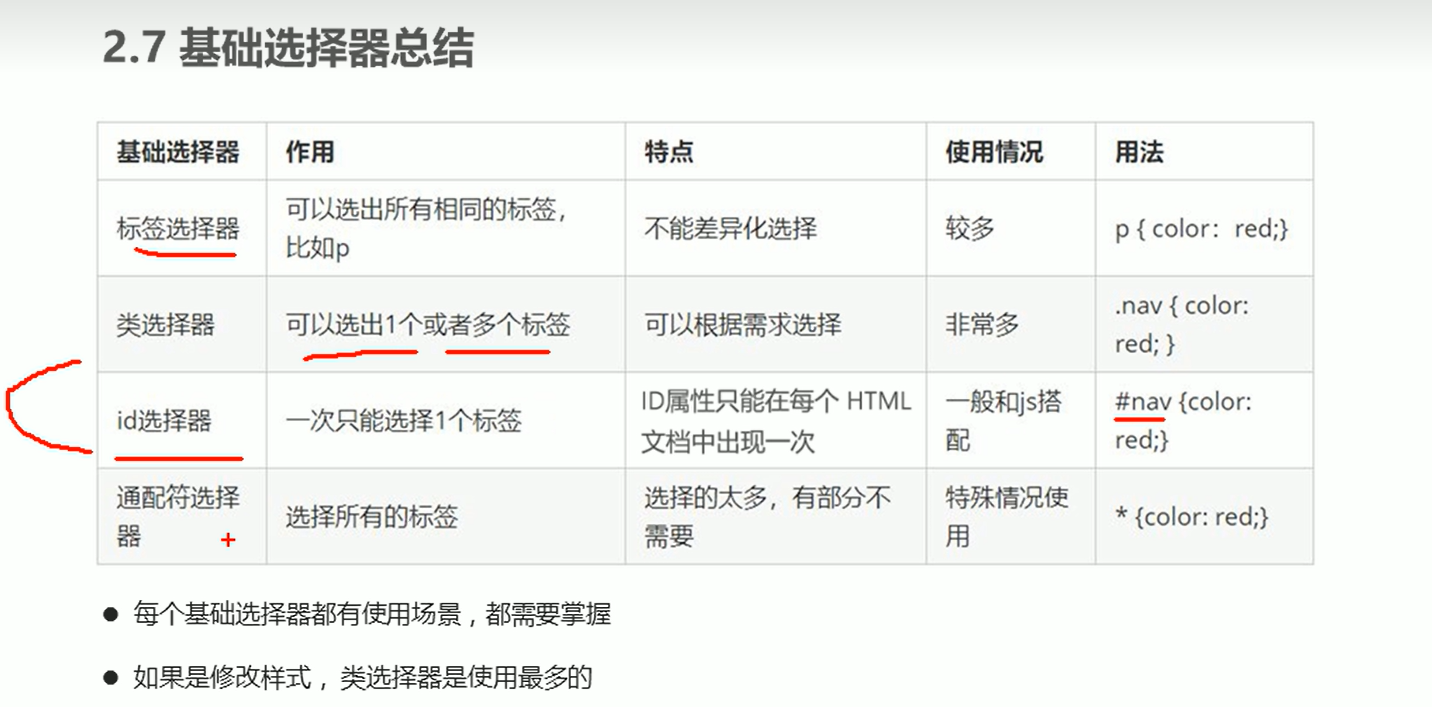 2.7 基础选择器总结
基础选择器 作用 特点 使用情况 用法
标签选择器 可以选出所有相同的标签，
比如p 不能差异化选择 较多 p { color：red;}
类选择器 可以选出1个或者多个标签 可以根据需求选择 非常多 .nav { color:
red; }
id选择器 一次只能选择1个标签 ID属性只能在每个 HTML
文档中出现一次 一般和js搭
配 #nav {color:
red;}
通配符选择
器 选择所有的标签 选择的太多，有部分不
需要 特殊情况使
用 * {color: red;}
● 每个基础选择器都有使用场景，都需要掌握
● 如果是修改样式，类选择器是使用最多的